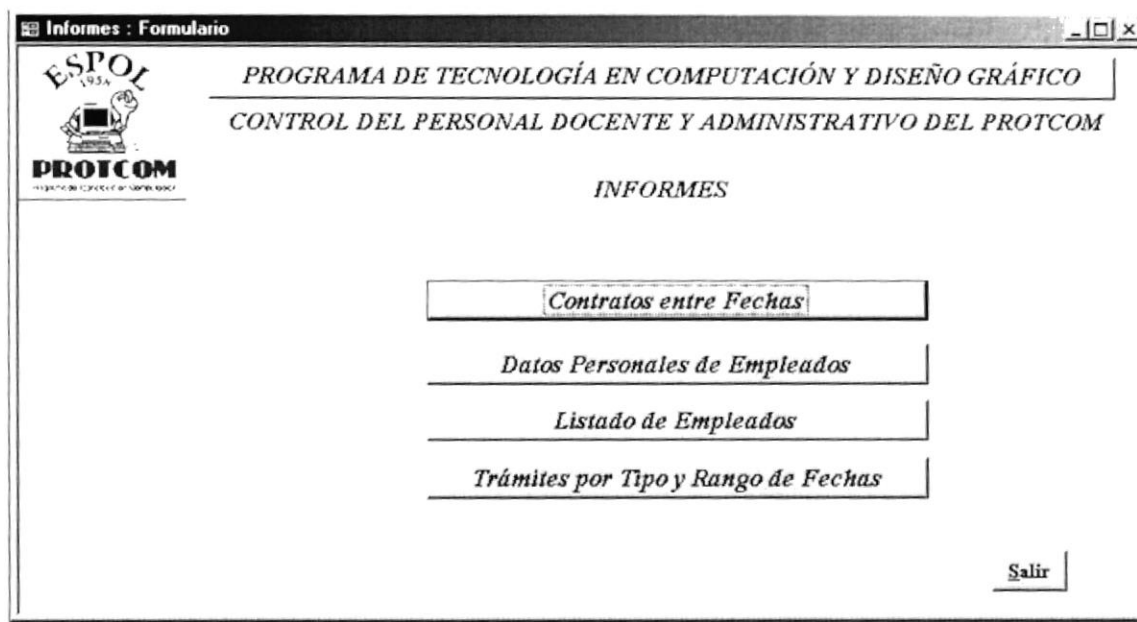 Informes : Formulario
ESPOL
1958
PROTCOM
PROGRAMA DE TECNOLOGÍA EN COMPUTACIÓN Y DISEÑO GRÁFICO
CONTROL DEL PERSONAL DOCENTE Y ADMINISTRATIVO DEL PROTCOM
INFORMES
Contratos entre Fechas
Datos Personales de Empleados
Listado de Empleados
Trámites por Tipo y Rango de Fechas
Salir